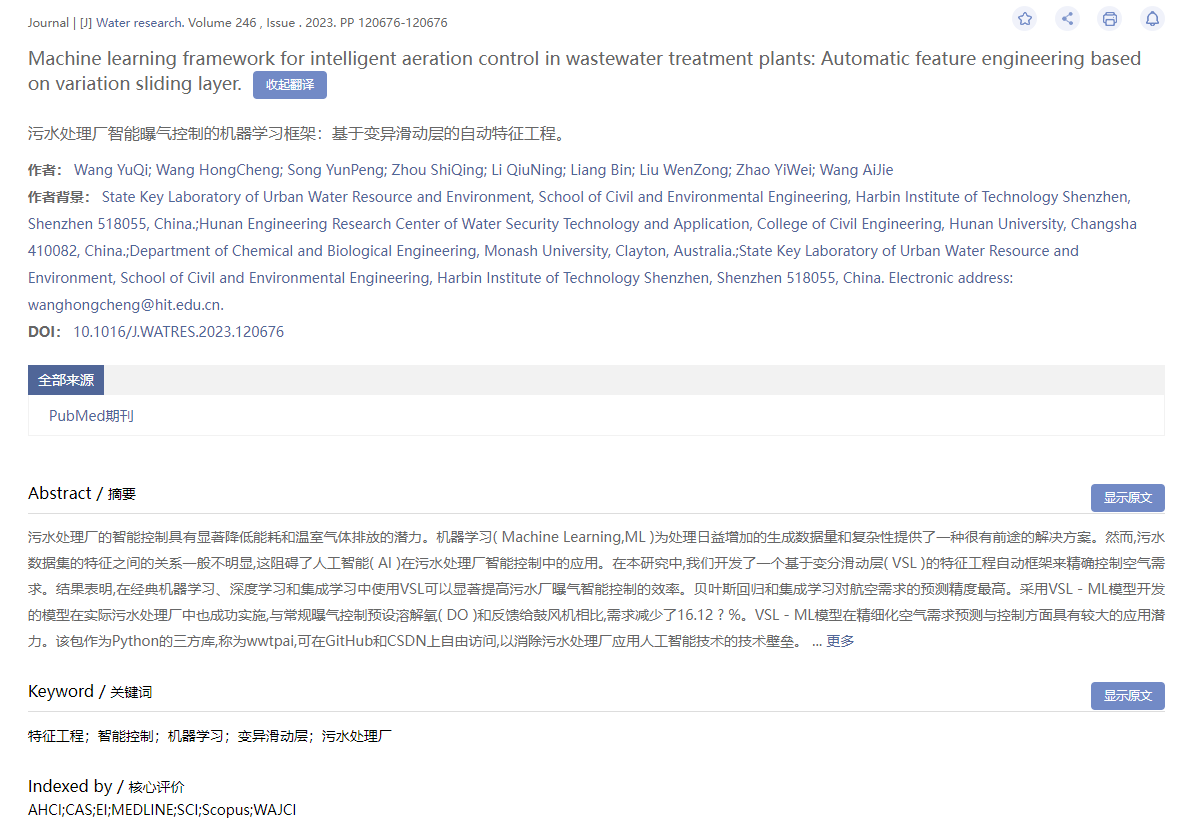 Journal | [J] Water research. Volume 246 , Issue . 2023. PP 120676-120676
Machine learning framework for intelligent aeration control in wastewater treatment plants: Automatic feature engineering based
on variation sliding layer. 收起翻译
污水处理厂智能曝气控制的机器学习框架：基于变异滑动层的自动特征工程。
作者： Wang YuQi; Wang HongCheng; Song YunPeng; Zhou ShiQing; Li QiuNing; Liang Bin; Liu WenZong; Zhao YiWei; Wang AiJie
作者背景： State Key Laboratory of Urban Water Resource and Environment, School of Civil and Environmental Engineering, Harbin Institute of Technology Shenzhen,
Shenzhen 518055, China.;Hunan Engineering Research Center of Water Security Technology and Application, College of Civil Engineering, Hunan University, Changsha
410082, China.;Department of Chemical and Biological Engineering, Monash University, Clayton, Australia.;State Key Laboratory of Urban Water Resource and
Environment, School of Civil and Environmental Engineering, Harbin Institute of Technology Shenzhen, Shenzhen 518055, China. Electronic address:
wanghongcheng@hit.edu.cn.
DOI： 10.1016/J.WATRES.2023.120676
全部来源
PubMed期刊
Abstract / 摘要
显示原文
污水处理厂的智能控制具有显著降低能耗和温室气体排放的潜力。机器学习( Machine Learning,ML )为处理日益增加的生成数据量和复杂性提供了一种很有前途的解决方案。然而,污水
数据集的特征之间的关系一般不明显,这阻碍了人工智能( AI )在污水处理厂智能控制中的应用。在本研究中,我们开发了一个基于变分滑动层( VSL )的特征工程自动框架来精确控制空气需
求。结果表明,在经典机器学习、深度学习和集成学习中使用VSL可以显著提高污水厂曝气智能控制的效率。贝叶斯回归和集成学习对航空需求的预测精度最高。采用VSL - ML模型开发
的模型在实际污水处理厂中也成功实施,与常规曝气控制预设溶解氧( DO )和反馈给鼓风机相比,需求减少了16.12 ? %。VSL - ML模型在精细化空气需求预测与控制方面具有较大的应用潜
力。该包作为Python的三方库,称为wwtpai,可在GitHub和CSDN上自由访问,以消除污水处理厂应用人工智能技术的技术壁垒。 ... 更多
Keyword / 关键词
显示原文
特征工程；智能控制；机器学习；变异滑动层；污水处理厂
Indexed by / 核心评价
AHCI;CAS;EI;MEDLINE;SCI;Scopus;WAJCI